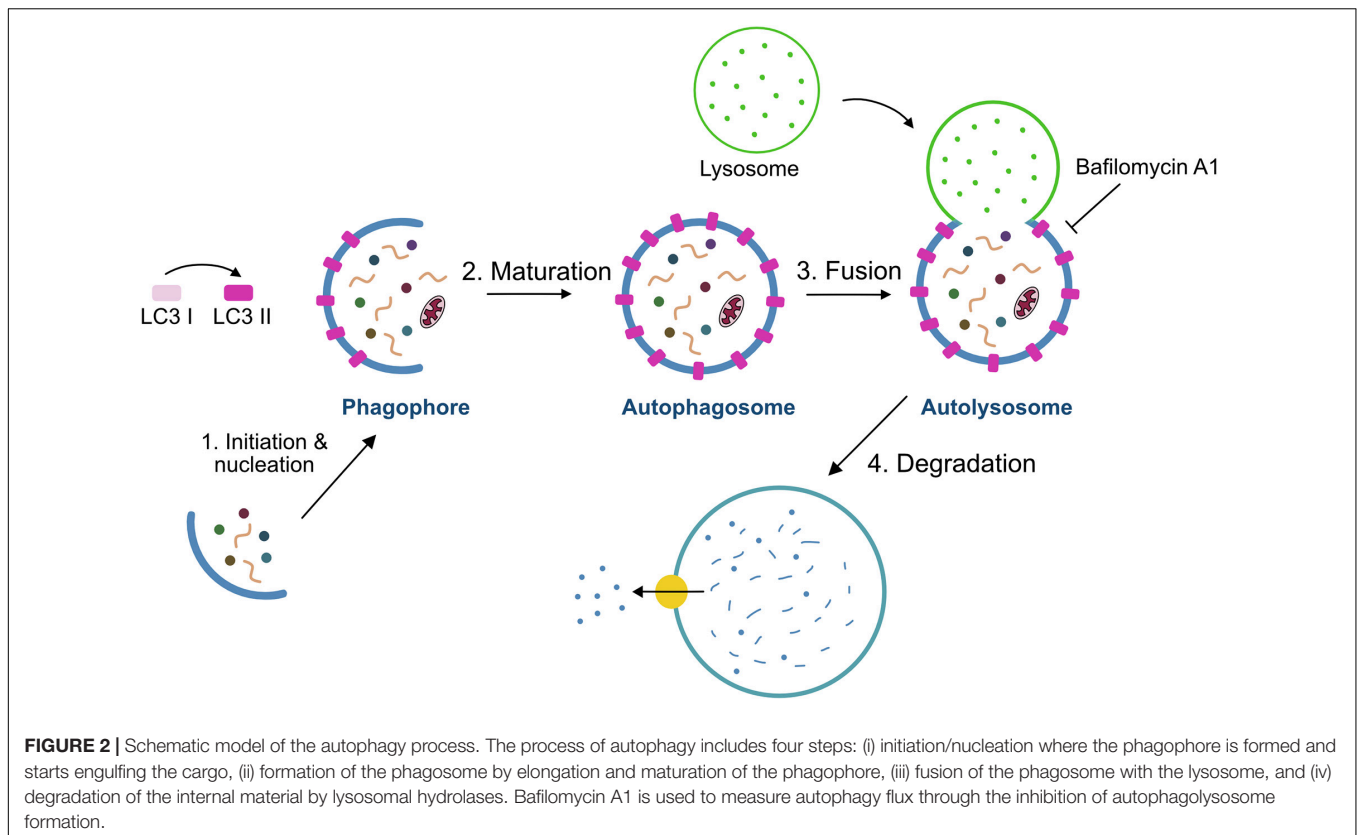 Lysosome
Bafilomycin A1
LC3 I
LC3 II
2. Maturation
3. Fusion
Phagophore
Autophagosome
Autolysosome
1. Initiation &
nucleation
4. Degradation
FIGURE 2 | Schematic model of the autophagy process. The process of autophagy includes four steps: (i) initiation/nucleation where the phagophore is formed and
starts engulfing the cargo, (ii) formation of the phagosome by elongation and maturation of the phagophore, (iii) fusion of the phagosome with the lysosome, and (iv)
degradation of the internal material by lysosomal hydrolases. Bafilomycin A1 is used to measure autophagy flux through the inhibition of autophagolysosome
formation.